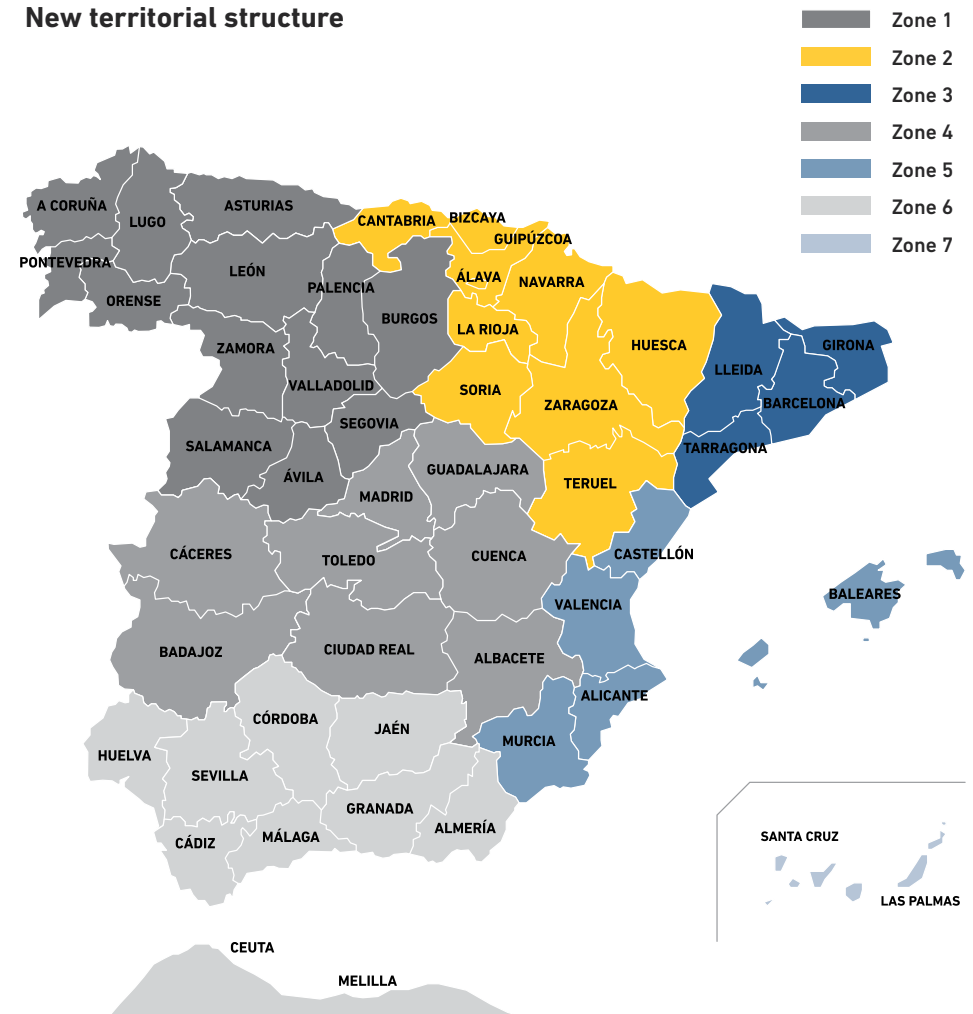 New territorial structure
Zone 1
Zone 2
Zone 3
Zone 4
Zone 5
Zone 6
Zone 7
A CORUÑA
LUGO
ASTURIAS
CANTABRIA
BIZCAYA
GUIPÚZCOA
PONTEVEDRA
ORENSE
LEÓN
PALENCIA
BURGOS
ÁLAVA
NAVARRA
LA RIOJA
HUESCA
LLEIDA
GIRONA
BARCELONA
TARRAGONA
ZAMORA
VALLADOLID
SORIA
ZARAGOZA
SEGOVIA
SALAMANCA
ÁVILA
MADRID
GUADALAJARA
TERUEL
CÁCERES
TOLEDO
CUENCA
CASTELLÓN
VALENCIA
BALEARES
BADAJOZ
CIUDAD REAL
ALBACETE
ALICANTE
MURCIA
HUELVA
SEVILLA
CÓRDOBA
JAÉN
CÁDIZ
MÁLAGA
GRANADA
ALMERÍA
SANTA CRUZ
LAS PALMAS
CEUTA
MELILLA